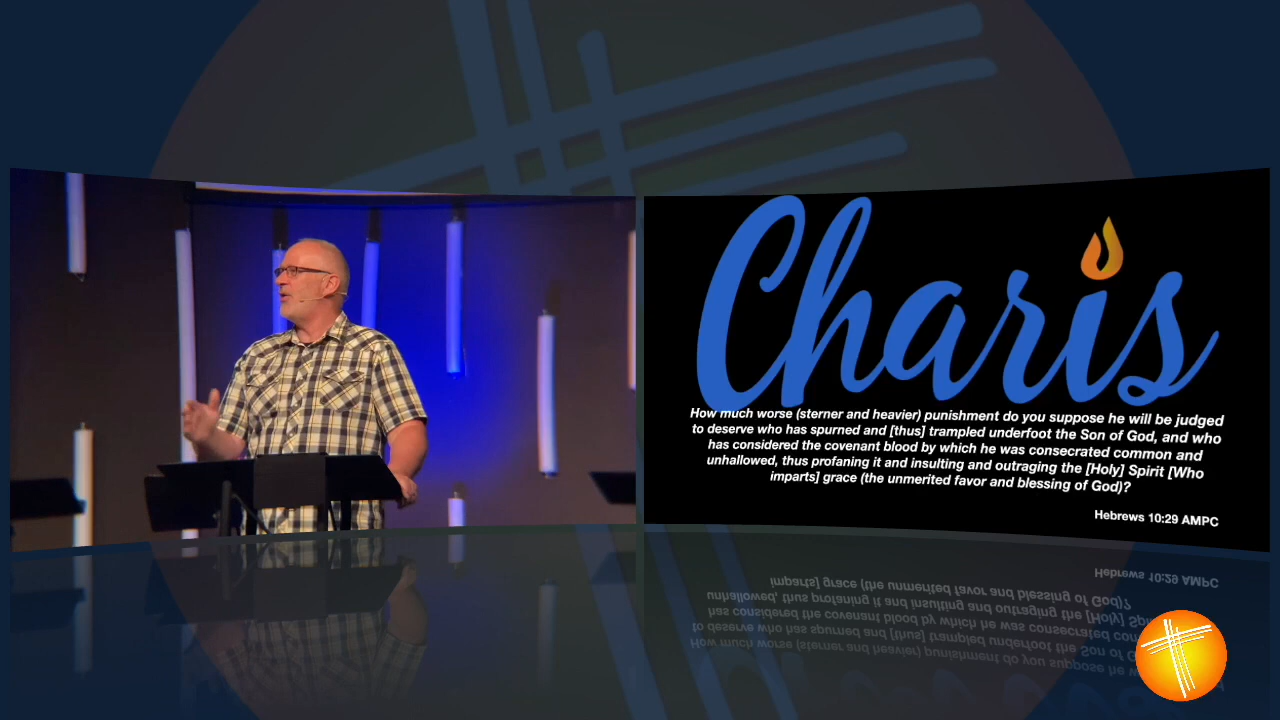 Charis
How much worse (sterner and heavier) punishment do you suppose he will be judged
to deserve who has spurned and [thus] trampled underfoot the Son of God, and who
has considered the covenant blood by which he was consecrated common and
unhallowed, thus profaning it and insulting and outraging the [Holy] Spirit [Who
imparts] grace (the unmerited favor and blessing of God)?
Hebrews 10:29 AMPC